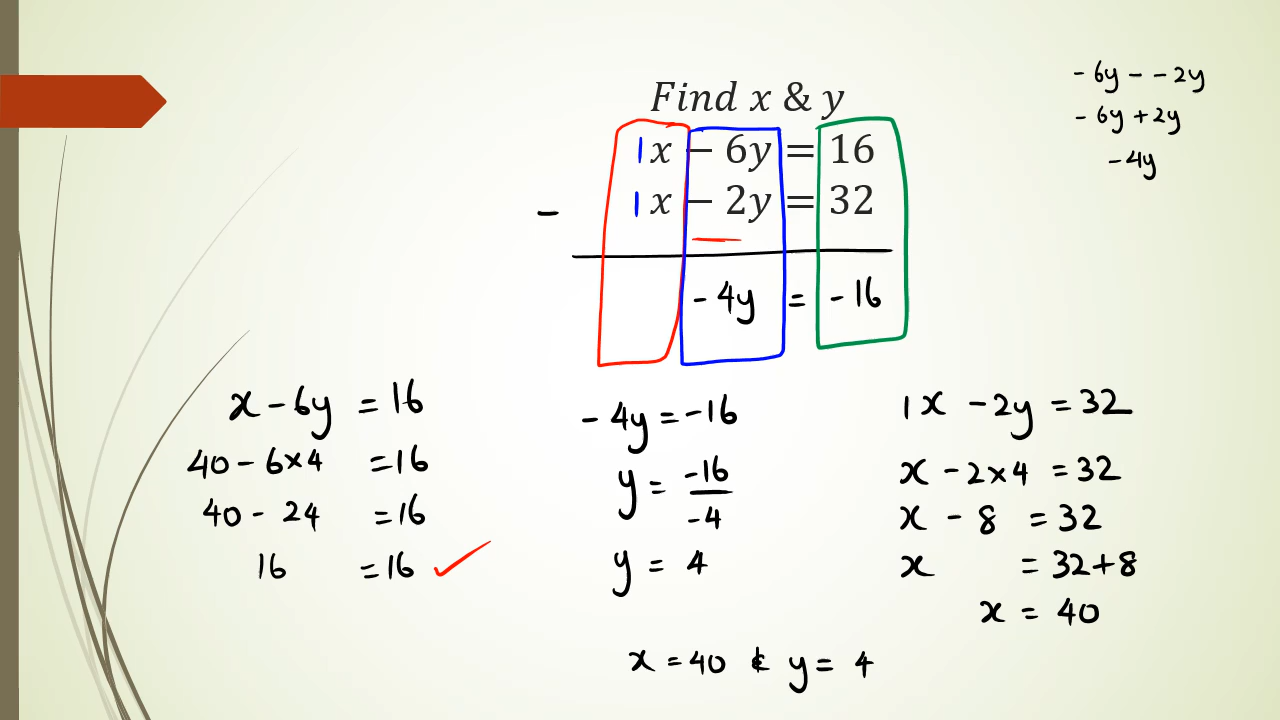 Find x & y
1x − 6y = 16
1x − 2y = 32
-
- 4y = - 16
- 6y - - 2y
- 6y + 2y
- 4y
x - 6y = 16
40 - 6 x 4 = 16
40 - 24 = 16
16 = 16 ✓
- 4y = -16
y = -16/-4
y = 4
1x - 2y = 32
x - 2 x 4 = 32
x - 8 = 32
x = 32 + 8
x = 40
x = 40 & y = 4